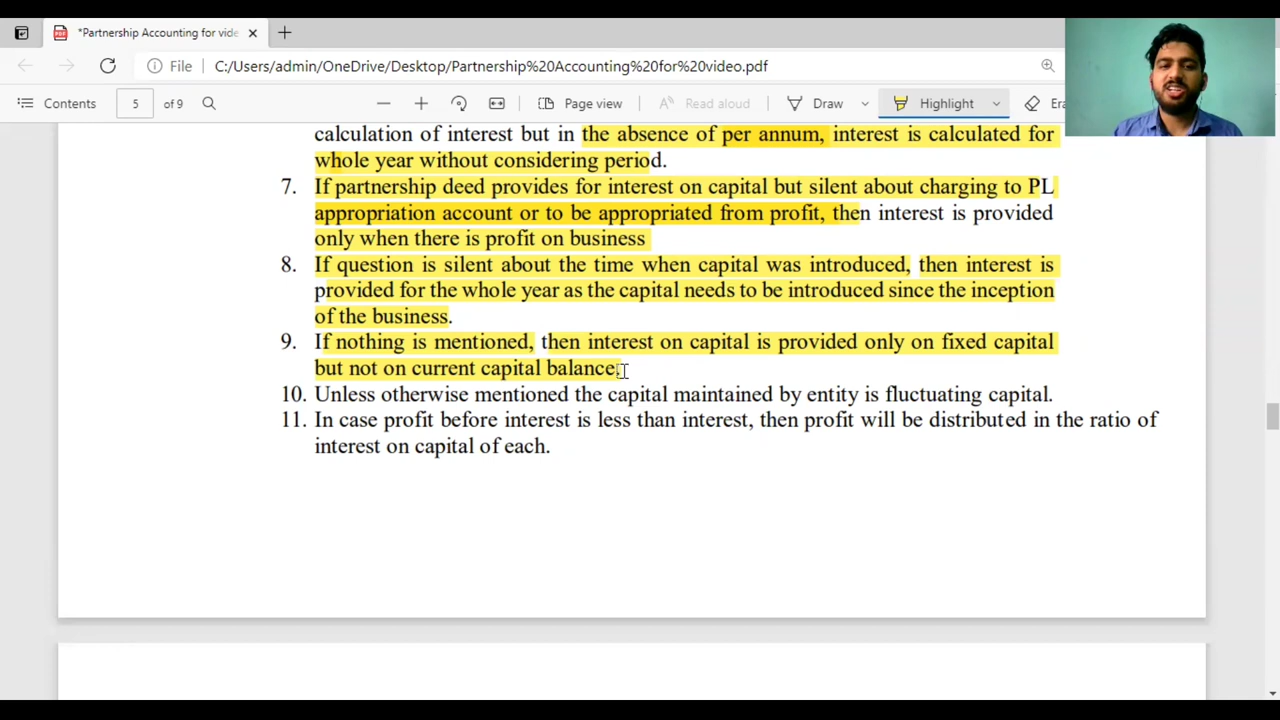 *Partnership Accounting for vide
File
C:/Users/admin/OneDrive/Desktop/Partnership%20Accounting%20for%20video.pdf
Contents
5
of 9
Page view
Read aloud
Draw
Highlight
Era
calculation of interest but in the absence of per annum, interest is calculated for
whole year without considering period.
7. If partnership deed provides for interest on capital but silent about charging to PL
appropriation account or to be appropriated from profit, then interest is provided
only when there is profit on business
8. If question is silent about the time when capital was introduced, then interest is
provided for the whole year as the capital needs to be introduced since the inception
of the business.
9. If nothing is mentioned, then interest on capital is provided only on fixed capital
but not on current capital balance.
10. Unless otherwise mentioned the capital maintained by entity is fluctuating capital.
11. In case profit before interest is less than interest, then profit will be distributed in the ratio of
interest on capital of each.